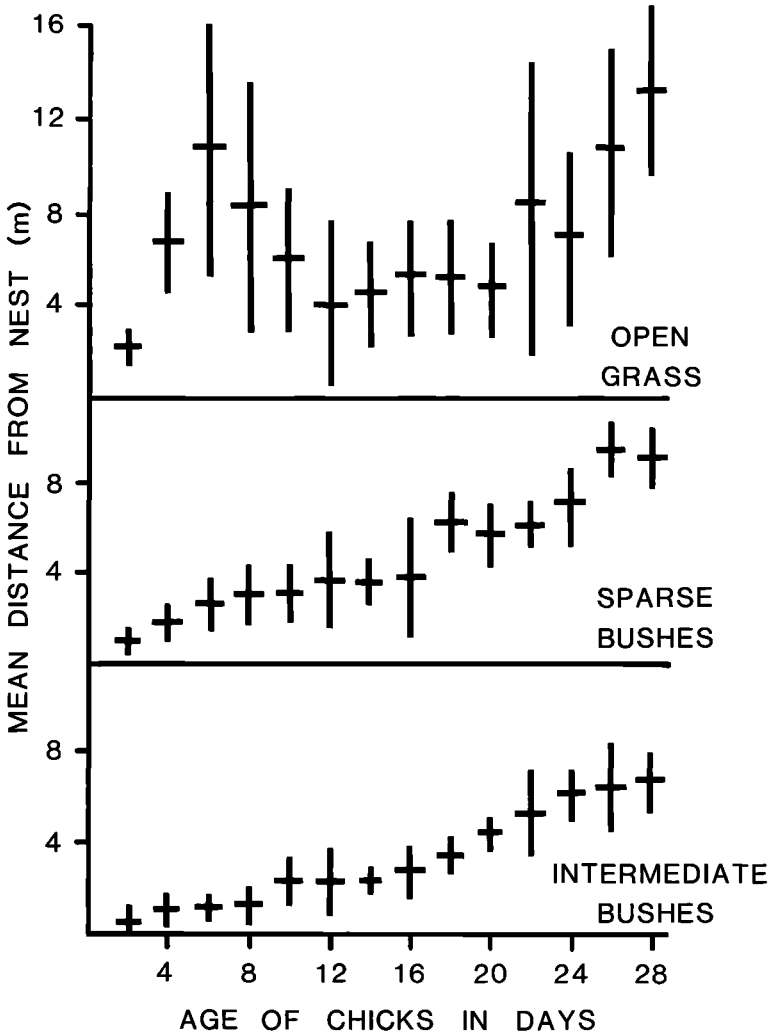 MEAN DISTANCE FROM NEST (m)
16
12
8
4
OPEN
GRASS
8
4
SPARSE
BUSHES
8
4
INTERMEDIATE
BUSHES
4 8 12 16 20 24 28
AGE OF CHICKS IN DAYS